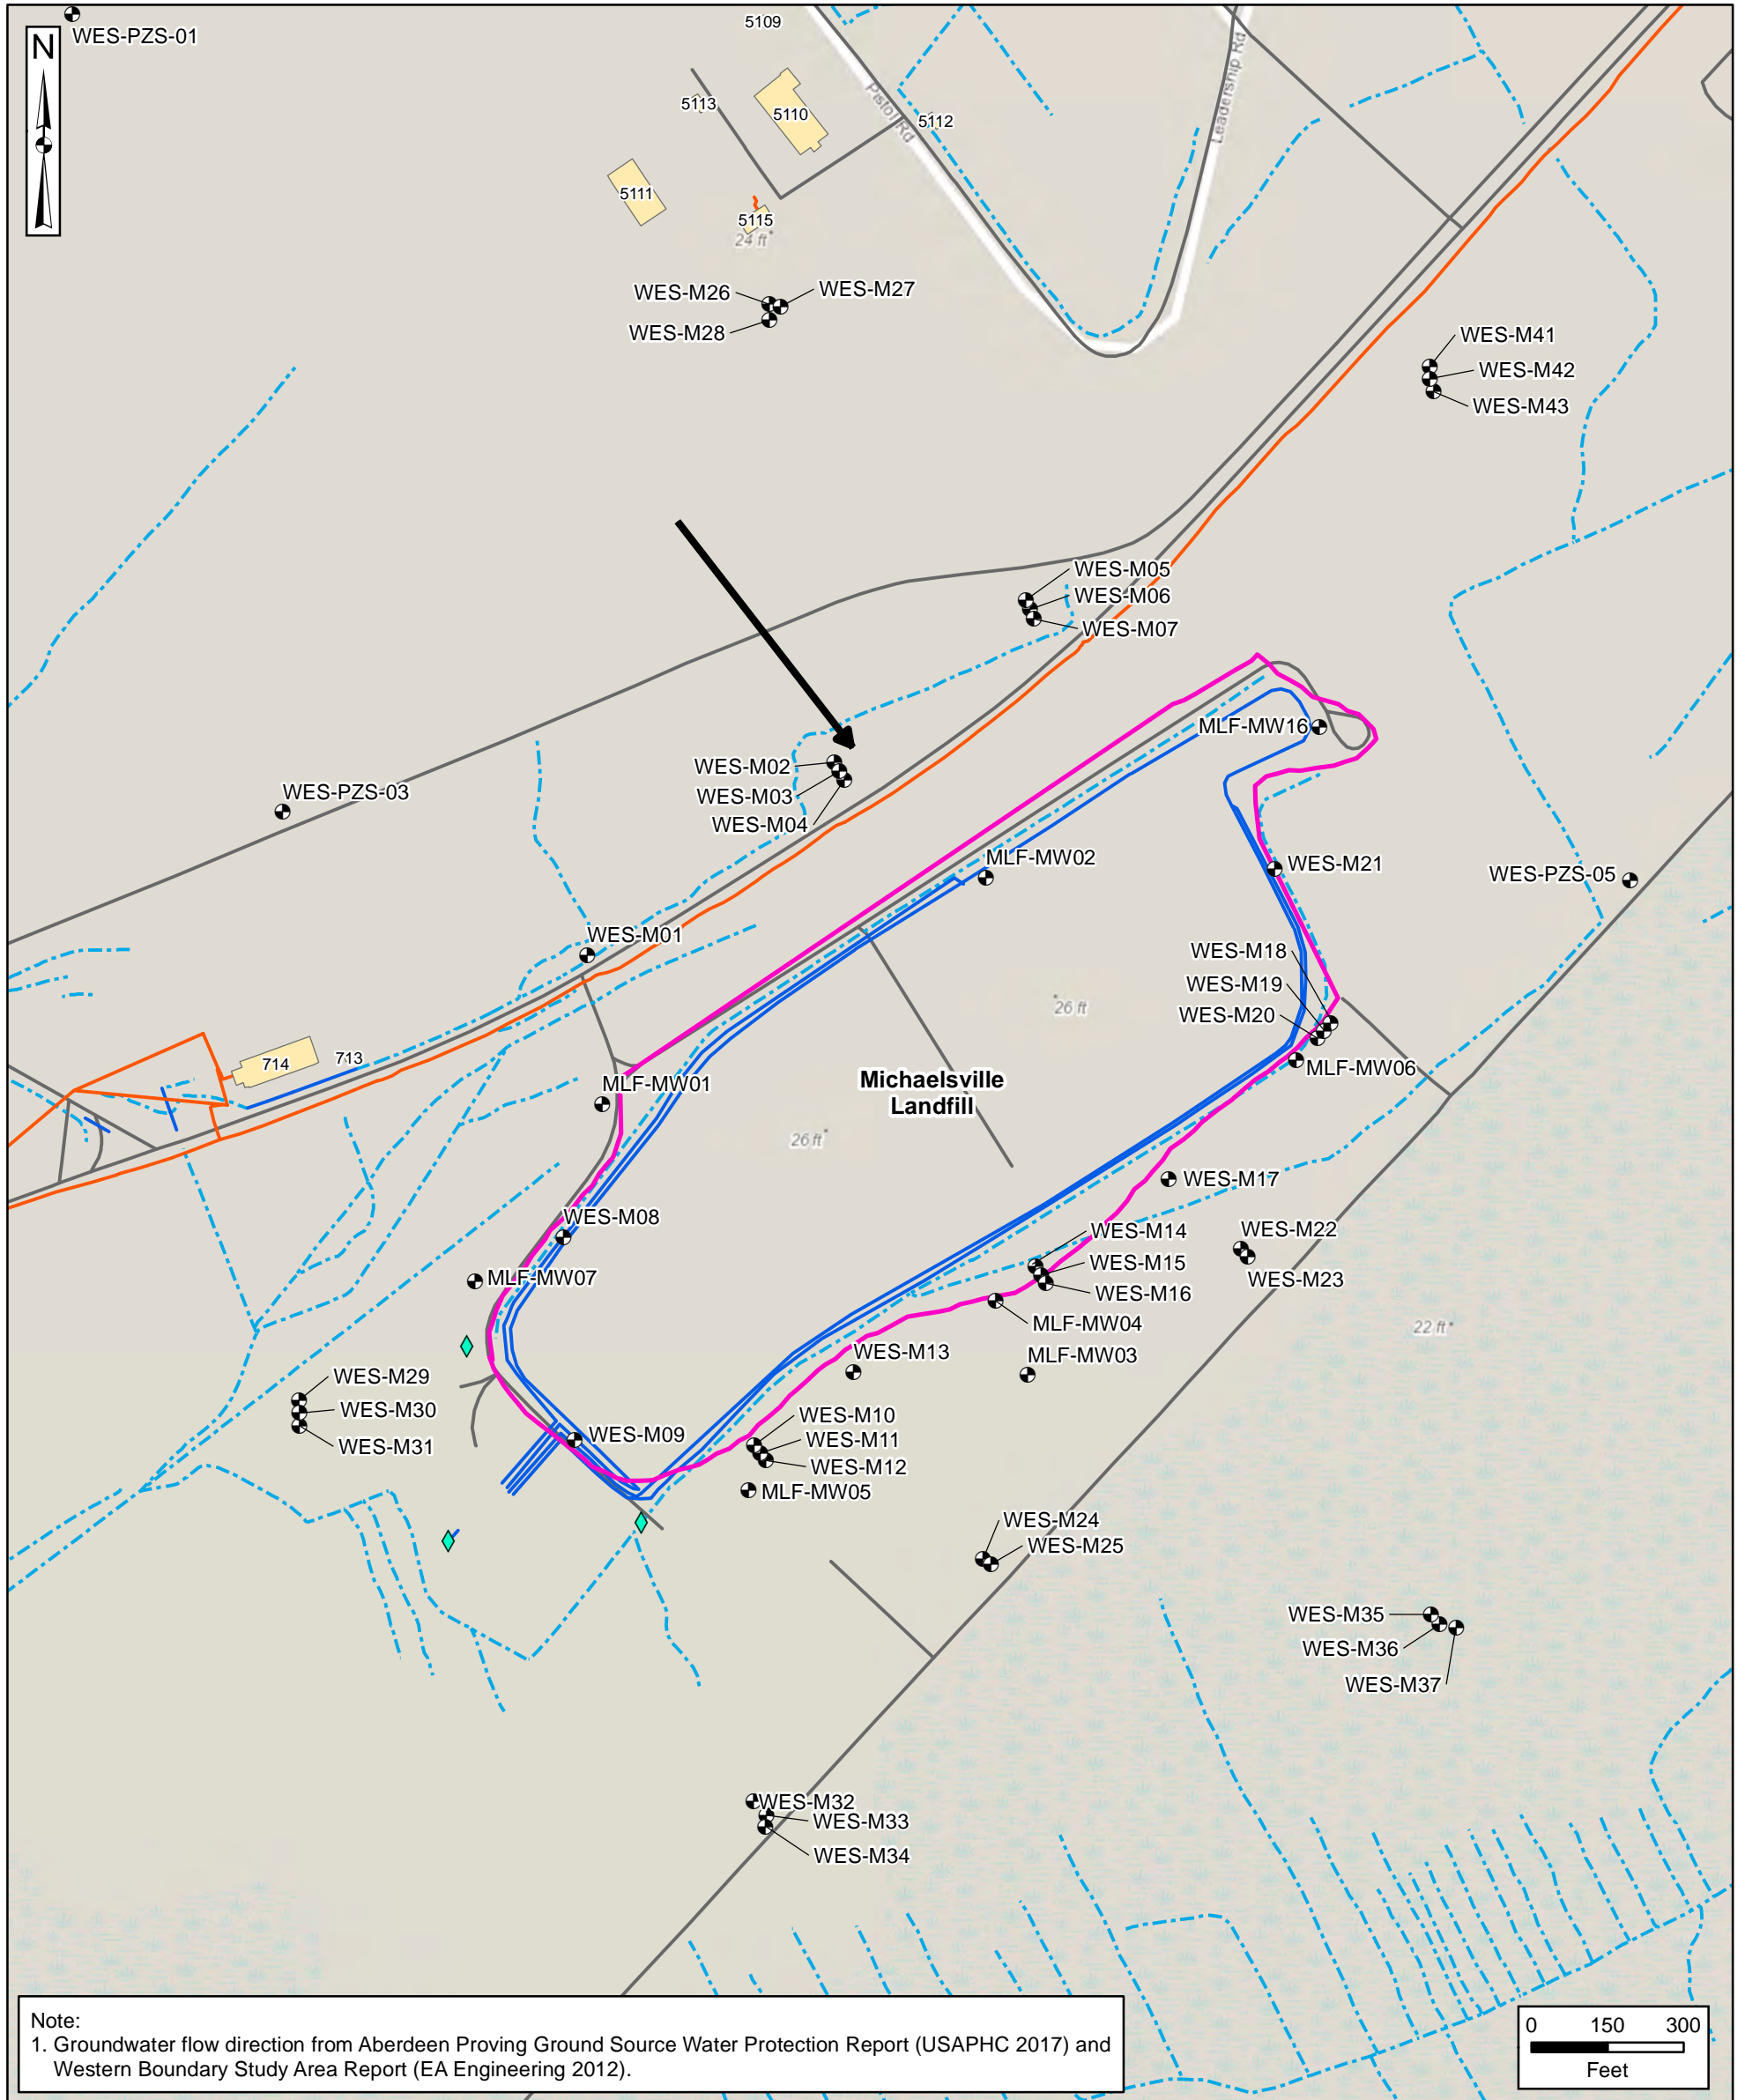 WES-PZS-01
N
5109
5113
5110
5112
Pistol Rd
Leadership Rd
5111
5115
24 ft
WES-M26
WES-M27
WES-M28
WES-M41
WES-M42
WES-M43
WES-M05
WES-M06
WES-M07
MLF-MW16
WES-M02
WES-M03
WES-M04
WES-PZS-03
MLF-MW02
WES-M21
WES-PZS-05
WES-M01
WES-M18
WES-M19
WES-M20
26 ft
714
713
MLF-MW01
MLF-MW06
Michaelsville
Landfill
26 ft
WES-M17
WES-M08
WES-M14
WES-M22
WES-M15
WES-M23
MLF-MW07
WES-M16
MLF-MW04
22 ft
WES-M13
MLF-MW03
WES-M29
WES-M30
WES-M31
WES-M10
WES-M09
WES-M11
WES-M12
MLF-MW05
WES-M24
WES-M25
WES-M35
WES-M36
WES-M37
WES-M32
WES-M33
WES-M34
Note:
1. Groundwater flow direction from Aberdeen Proving Ground Source Water Protection Report (USAPHC 2017) and
Western Boundary Study Area Report (EA Engineering 2012).
0 150 300
Feet